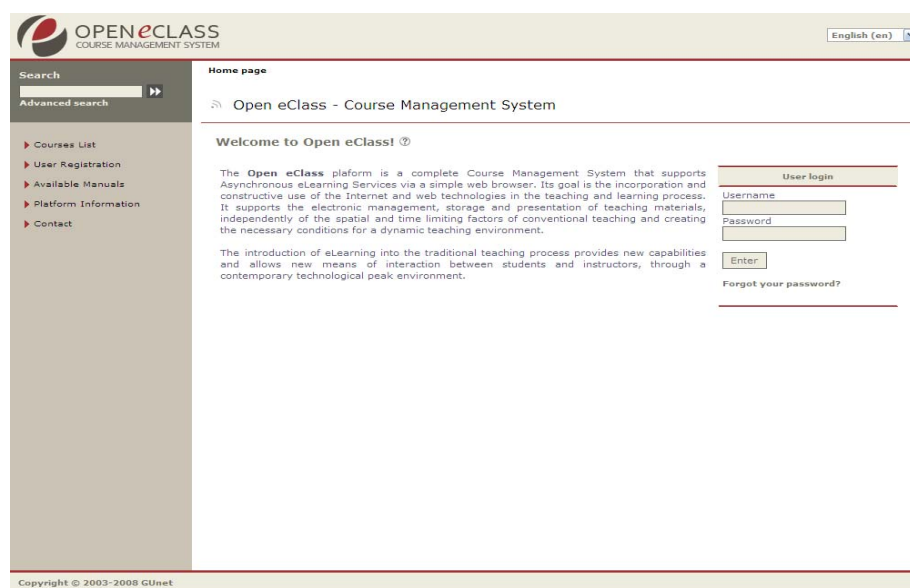 OPEN eCLASS
COURSE MANAGEMENT SYSTEM
English (en)
Search
Advanced search
Courses List
User Registration
Available Manuals
Platform Information
Contact
Home page
Open eClass - Course Management System
Welcome to Open eClass!
The Open eClass plaform is a complete Course Management System that supports
Asynchronous eLearning Services via a simple web browser. Its goal is the incorporation and
constructive use of the Internet and web technologies in the teaching and learning process.
It supports the electronic management, storage and presentation of teaching materials,
independently of the spatial and time limiting factors of conventional teaching and creating
the necessary conditions for a dynamic teaching environment.
The introduction of eLearning into the traditional teaching process provides new capabilities
and allows new means of interaction between students and instructors, through a
contemporary technological peak environment.
User login
Username
Password
Enter
Forgot your password?
Copyright © 2003-2008 GUnet